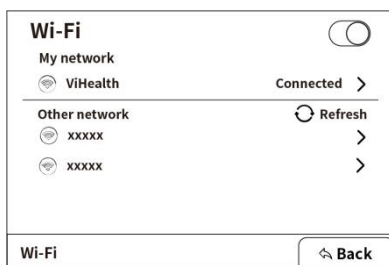 Wi-Fi
My network
ViHealth Connected
Other network Refresh
xxxxx
xxxxx
Wi-Fi Back